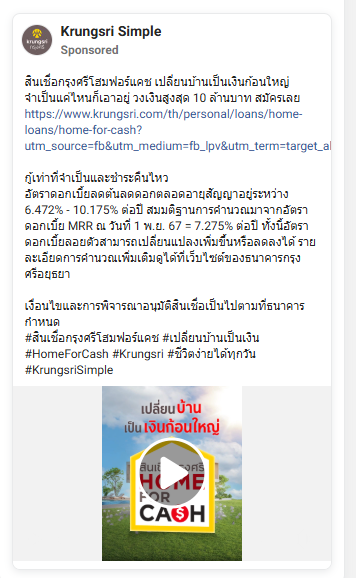 Krungsri Simple
Sponsored
krungsri
กรุงศรี
สินเชื่อกรุงศรีโฮมฟอร์แคช เปลี่ยนบ้านเป็นเงินก้อนใหญ่
จำเป็นแค่ไหนก็เอาอยู่ วงเงินสูงสุด 10 ล้านบาท สมัครเลย
https://www.krungsri.com/th/personal/loans/home-
loans/home-for-cash?
utm_source=fb&utm_medium=fb_lpv&utm_term=target_al
กู้เท่าที่จำเป็นและชำระคืนไหว
อัตราดอกเบี้ยลดต้นลดดอกตลอดอายุสัญญาอยู่ระหว่าง
6.472% - 10.175% ต่อปี สมมติฐานการคำนวณมาจากอัตรา
ดอกเบี้ย MRR ณ วันที่ 1 พ.ย. 67 = 7.275% ต่อปี ทั้งนี้อัตรา
ดอกเบี้ยลอยตัวสามารถเปลี่ยนแปลงเพิ่มขึ้นหรือลดลงได้ ราย
ละเอียดการคำนวณเพิ่มเติมดูได้ที่เว็บไซต์ของธนาคารกรุง
ศรีอยุธยา
เงื่อนไขและการพิจารณาอนุมัติสินเชื่อเป็นไปตามที่ธนาคาร
กำหนด
#สินเชื่อกรุงศรีโฮมฟอร์แคช #เปลี่ยนบ้านเป็นเงิน
#HomeForCash #Krungsri #ชีวิตง่ายได้ทุกวัน
#KrungsriSimple
เปลี่ยนบ้าน
เป็นเงินก้อนใหญ่
สินเชื่อกรุงศรี
HOME
FOR
CA$H